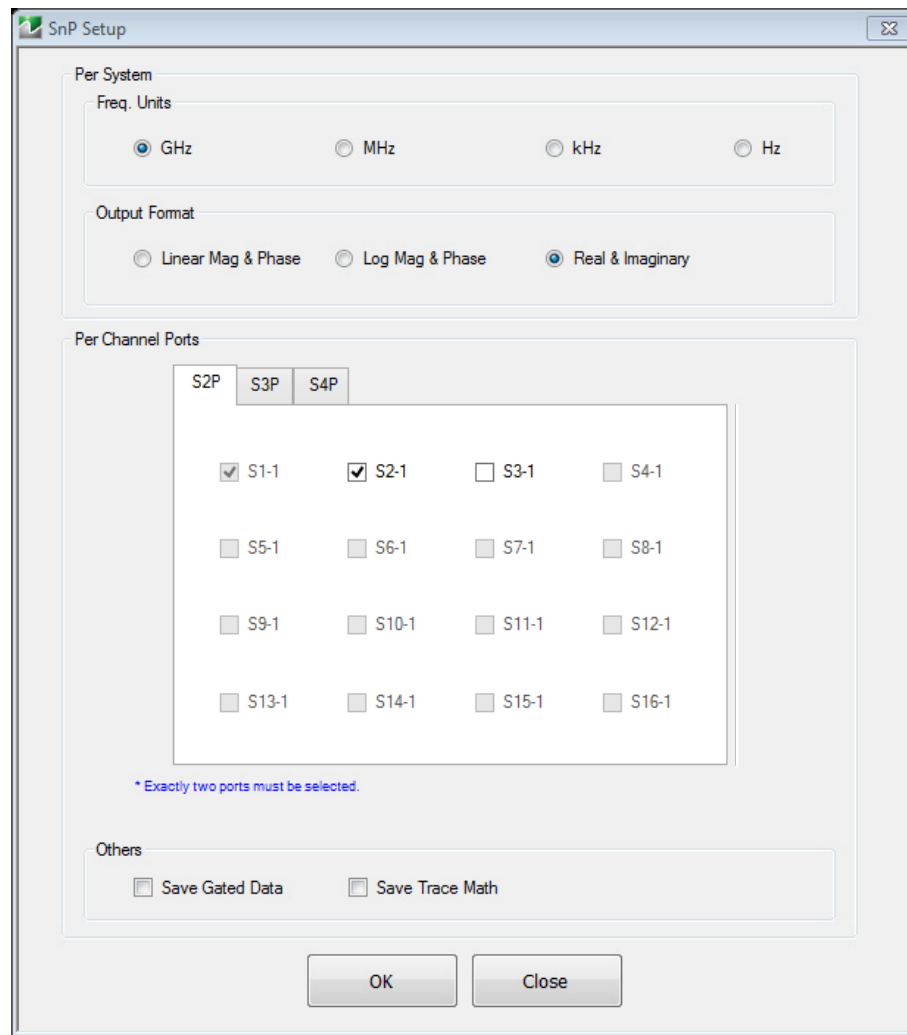 SnP Setup
Per System
Freq. Units
GHz MHz kHz Hz
Output Format
Linear Mag & Phase Log Mag & Phase Real & Imaginary
Per Channel Ports
S2P S3P S4P
S1-1 S2-1 S3-1 S4-1
S5-1 S6-1 S7-1 S8-1
S9-1 S10-1 S11-1 S12-1
S13-1 S14-1 S15-1 S16-1
* Exactly two ports must be selected.
Others
Save Gated Data Save Trace Math
OK Close